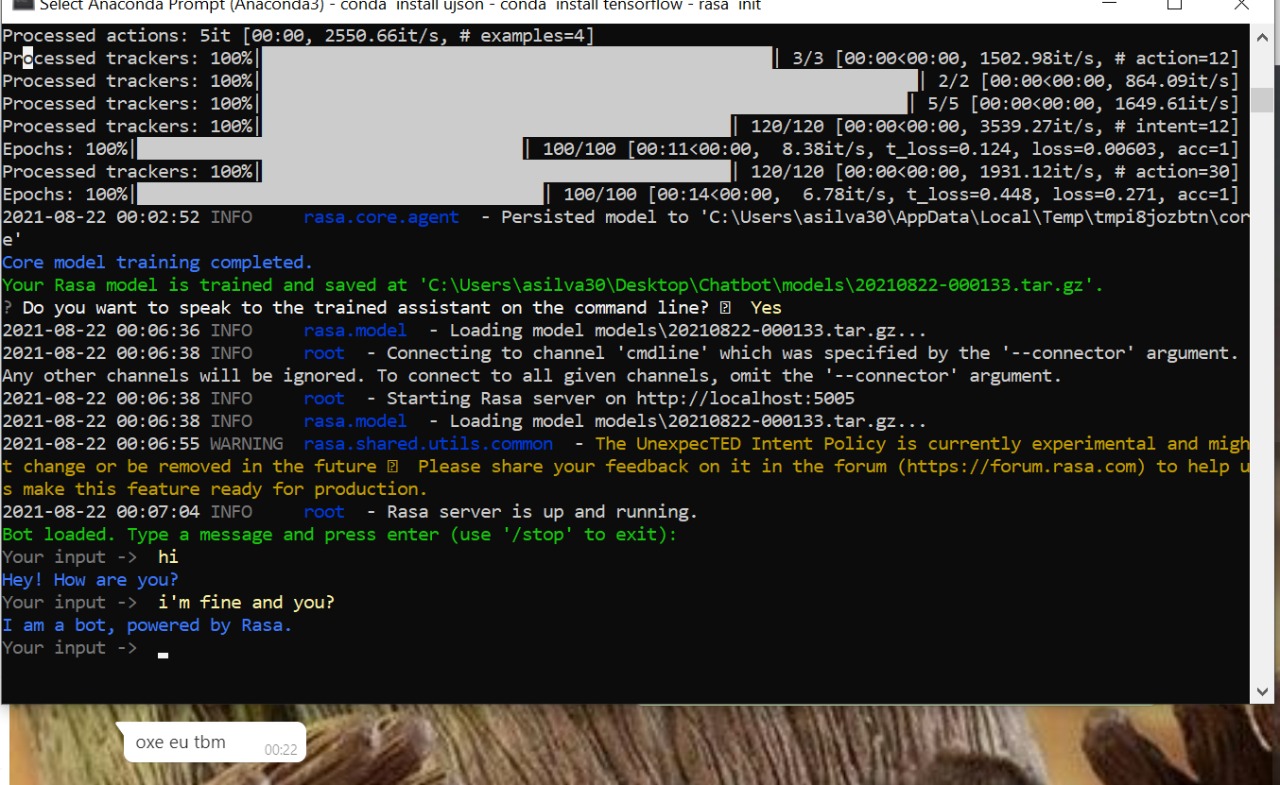 Select Anaconda Prompt (Anaconda3) - conda  install ujson - conda  install tensorflow - rasa  init
Processed actions: 5it [00:00, 2550.66it/s, # examples=4]
Processed trackers: 100%| | 3/3 [00:00<00:00, 1502.98it/s, # action=12]
Processed trackers: 100%| | 2/2 [00:00<00:00, 864.09it/s]
Processed trackers: 100%| | 5/5 [00:00<00:00, 1649.61it/s]
Processed trackers: 100%| | 120/120 [00:00<00:00, 3539.27it/s, # intent=12]
Epochs: 100%| | 100/100 [00:11<00:00,  8.38it/s, t_loss=0.124, loss=0.00603, acc=1]
Processed trackers: 100%| | 120/120 [00:00<00:00, 1931.12it/s, # action=30]
Epochs: 100%| | 100/100 [00:14<00:00,  6.78it/s, t_loss=0.448, loss=0.271, acc=1]
2021-08-22 00:02:52 INFO     rasa.core.agent  - Persisted model to 'C:\Users\asilva30\AppData\Local\Temp\tmpi8jozbtn\cor
e'
Core model training completed.
Your Rasa model is trained and saved at 'C:\Users\asilva30\Desktop\Chatbot\models\20210822-000133.tar.gz'.
? Do you want to speak to the trained assistant on the command line?  Yes
2021-08-22 00:06:36 INFO     rasa.model  - Loading model models\20210822-000133.tar.gz...
2021-08-22 00:06:38 INFO     root  - Connecting to channel 'cmdline' which was specified by the '--connector' argument.
Any other channels will be ignored. To connect to all given channels, omit the '--connector' argument.
2021-08-22 00:06:38 INFO     root  - Starting Rasa server on http://localhost:5005
2021-08-22 00:06:38 INFO     rasa.model  - Loading model models\20210822-000133.tar.gz...
2021-08-22 00:06:55 WARNING  rasa.shared.utils.common  - The UnexpecTED Intent Policy is currently experimental and migh
t change or be removed in the future  Please share your feedback on it in the forum (https://forum.rasa.com) to help u
s make this feature ready for production.
2021-08-22 00:07:04 INFO     root  - Rasa server is up and running.
Bot loaded. Type a message and press enter (use '/stop' to exit):
Your input ->  hi
Hey! How are you?
Your input ->  i'm fine and you?
I am a bot, powered by Rasa.
Your input ->
oxe eu tbm 00:22